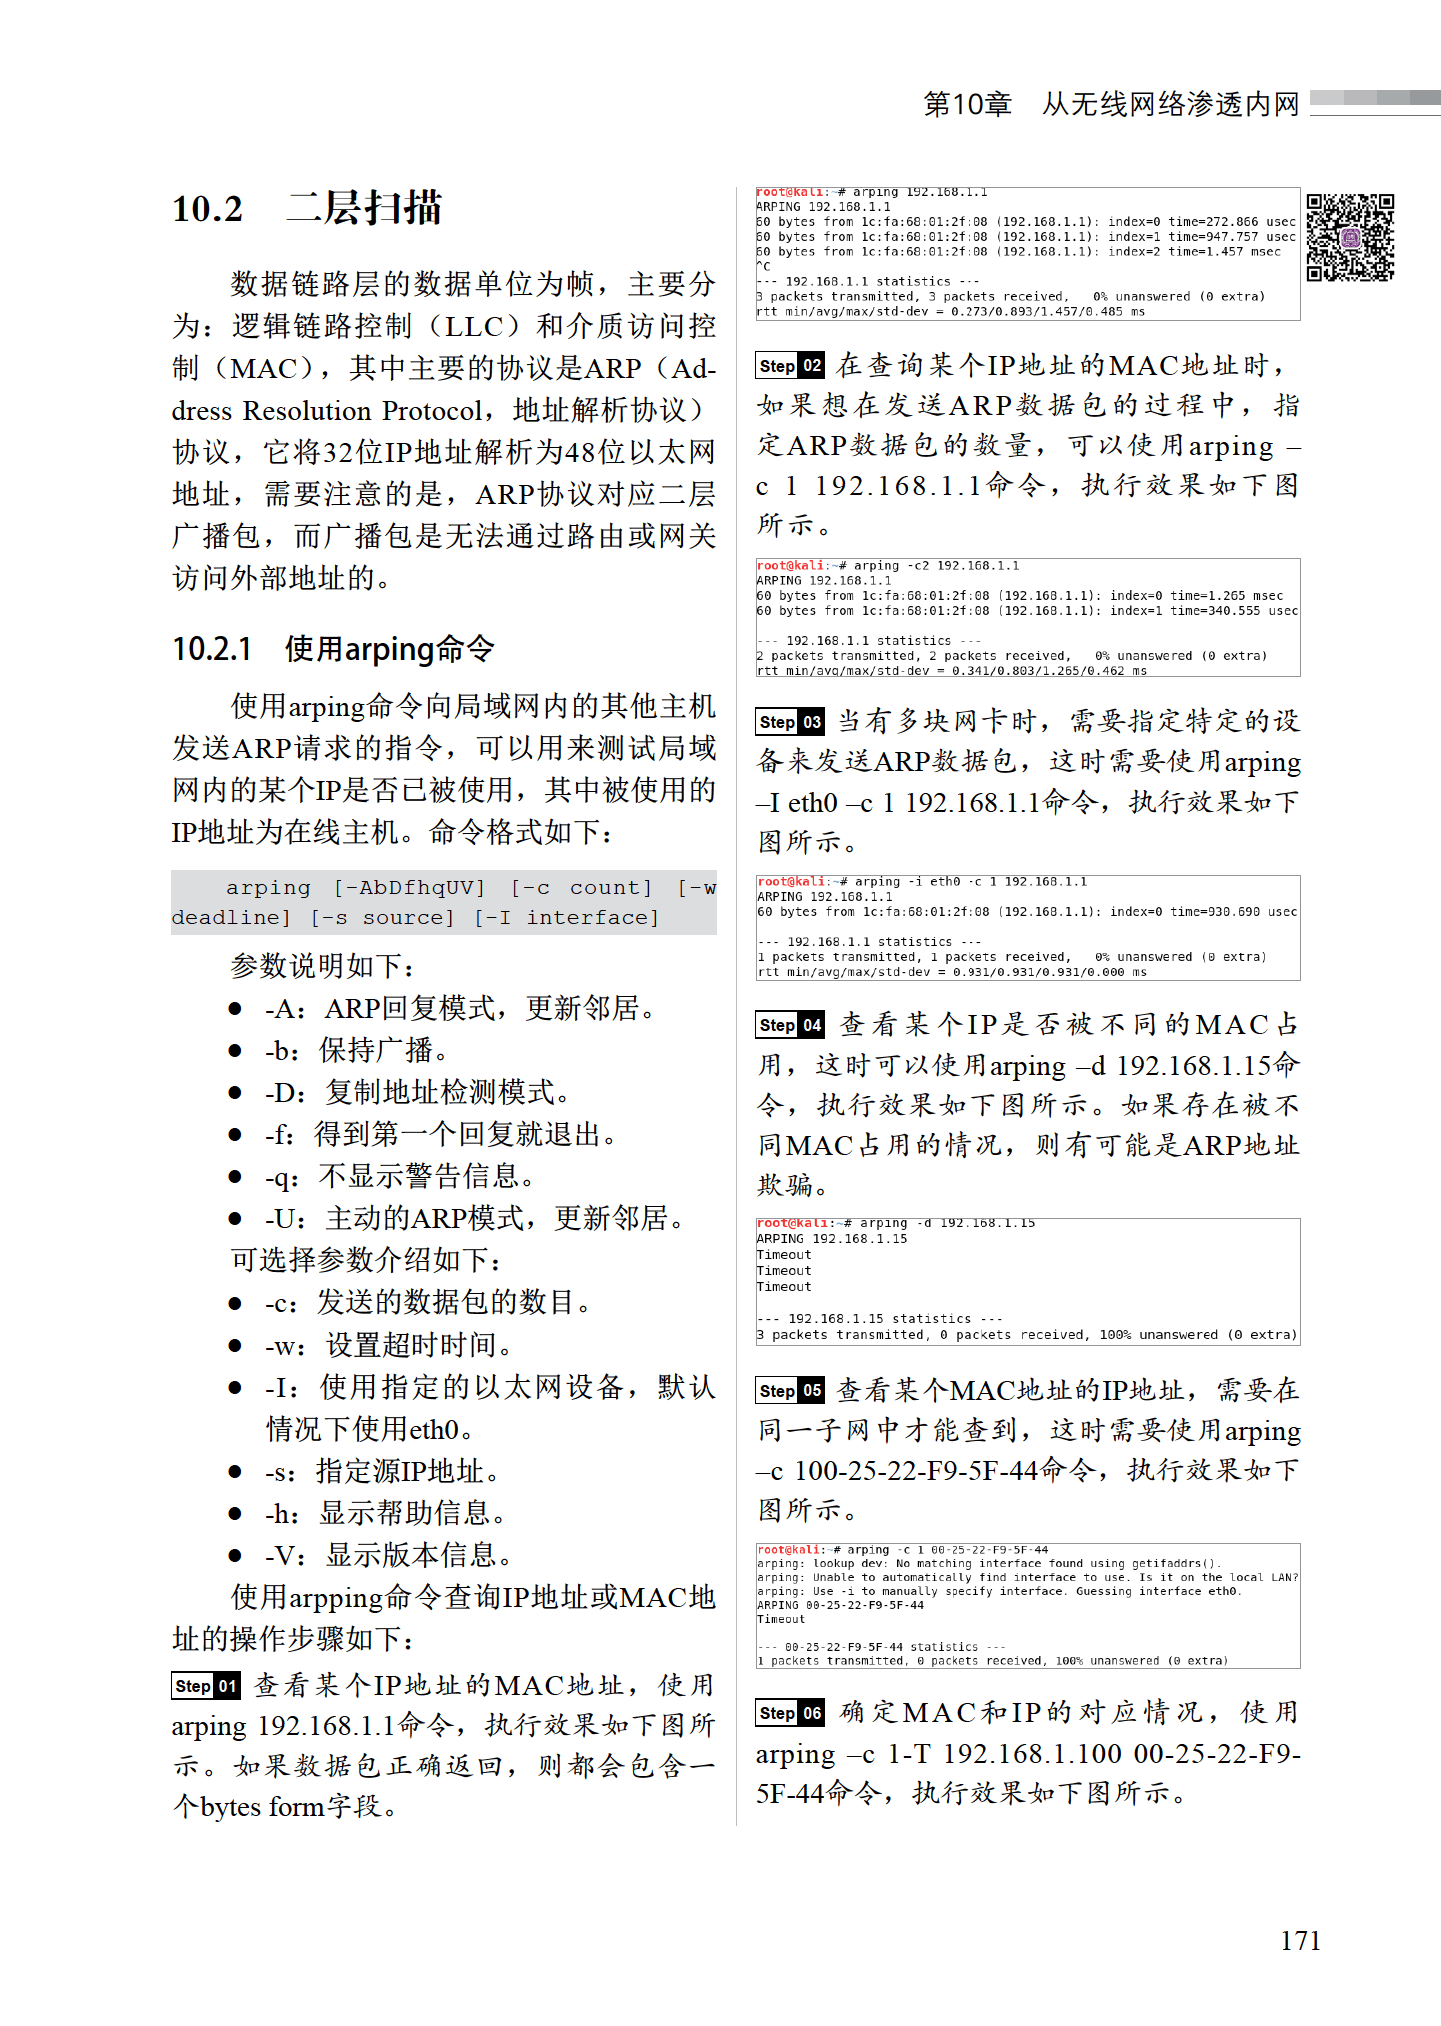 第10章　从无线网络渗透内网
10.2　二层扫描
数据链路层的数据单位为帧，主要分
为：逻辑链路控制（LLC）和介质访问控
制（MAC），其中主要的协议是ARP（Ad-
dress Resolution Protocol，地址解析协议）
协议，它将32位IP地址解析为48位以太网
地址，需要注意的是，ARP协议对应二层
广播包，而广播包是无法通过路由或网关
访问外部地址的。
10.2.1　使用arping命令
使用arping命令向局域网内的其他主机
发送ARP请求的指令，可以用来测试局域
网内的某个IP是否已被使用，其中被使用的
IP地址为在线主机。命令格式如下：
arping [-AbDfhqUV] [-c count] [-w
deadline] [-s source] [-I interface]
参数说明如下：
● -A：ARP回复模式，更新邻居。
● -b：保持广播。
● -D：复制地址检测模式。
● -f：得到第一个回复就退出。
● -q：不显示警告信息。
● -U：主动的ARP模式，更新邻居。
可选择参数介绍如下：
● -c：发送的数据包的数目。
● -w：设置超时时间。
● -I：使用指定的以太网设备，默认
情况下使用eth0。
● -s：指定源IP地址。
● -h：显示帮助信息。
● -V：显示版本信息。
使用arpping命令查询IP地址或MAC地
址的操作步骤如下：
Step 01 查看某个IP地址的MAC地址，使用
arping 192.168.1.1命令，执行效果如下图所
示。如果数据包正确返回，则都会包含一
个bytes form字段。
root@kali:~# arping 192.168.1.1
ARPING 192.168.1.1
60 bytes from 1c:fa:68:01:2f:08 (192.168.1.1): index=0 time=272.866 usec
60 bytes from 1c:fa:68:01:2f:08 (192.168.1.1): index=1 time=947.757 usec
60 bytes from 1c:fa:68:01:2f:08 (192.168.1.1): index=2 time=1.457 msec
^C
--- 192.168.1.1 statistics ---
3 packets transmitted, 3 packets received,   0% unanswered (0 extra)
rtt min/avg/max/std-dev = 0.273/0.893/1.457/0.485 ms
Step 02 在查询某个IP地址的MAC地址时，
如果想在发送ARP数据包的过程中，指
定ARP数据包的数量，可以使用arping –
c 1 192.168.1.1命令，执行效果如下图
所示。
root@kali:~# arping -c2 192.168.1.1
ARPING 192.168.1.1
60 bytes from 1c:fa:68:01:2f:08 (192.168.1.1): index=0 time=1.265 msec
60 bytes from 1c:fa:68:01:2f:08 (192.168.1.1): index=1 time=340.555 usec
--- 192.168.1.1 statistics ---
2 packets transmitted, 2 packets received,   0% unanswered (0 extra)
rtt min/avg/max/std-dev = 0.341/0.803/1.265/0.462 ms
Step 03 当有多块网卡时，需要指定特定的设
备来发送ARP数据包，这时需要使用arping
–I eth0 –c 1 192.168.1.1命令，执行效果如下
图所示。
root@kali:~# arping -i eth0 -c 1 192.168.1.1
ARPING 192.168.1.1
60 bytes from 1c:fa:68:01:2f:08 (192.168.1.1): index=0 time=930.690 usec
--- 192.168.1.1 statistics ---
1 packets transmitted, 1 packets received,   0% unanswered (0 extra)
rtt min/avg/max/std-dev = 0.931/0.931/0.931/0.000 ms
Step 04 查看某个IP是否被不同的MAC占
用，这时可以使用arping –d 192.168.1.15命
令，执行效果如下图所示。如果存在被不
同MAC占用的情况，则有可能是ARP地址
欺骗。
root@kali:~# arping -d 192.168.1.15
ARPING 192.168.1.15
Timeout
Timeout
Timeout
--- 192.168.1.15 statistics ---
3 packets transmitted, 0 packets received, 100% unanswered (0 extra)
Step 05 查看某个MAC地址的IP地址，需要在
同一子网中才能查到，这时需要使用arping
–c 100-25-22-F9-5F-44命令，执行效果如下
图所示。
root@kali:~# arping -c 1 00-25-22-F9-5F-44
arping: lookup dev: No matching interface found using getifaddrs().
arping: Unable to automatically find interface to use. Is it on the local LAN?
arping: Use -i to manually specify interface. Guessing interface eth0.
ARPING 00-25-22-F9-5F-44
Timeout
--- 00-25-22-F9-5F-44 statistics ---
1 packets transmitted, 0 packets received, 100% unanswered (0 extra)
Step 06 确定MAC和IP的对应情况，使用
arping –c 1-T 192.168.1.100 00-25-22-F9-
5F-44命令，执行效果如下图所示。
171